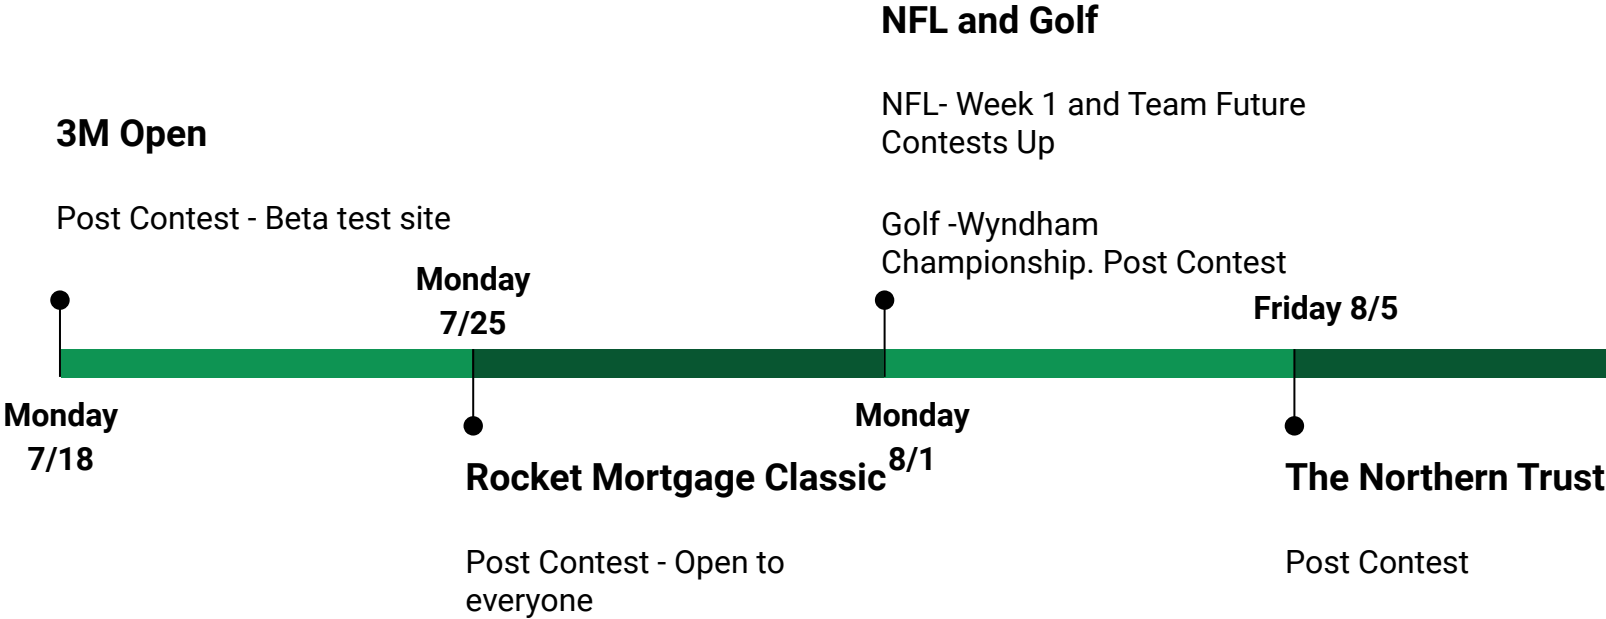 3M Open
Post Contest - Beta test site
Monday
7/18
Monday
7/25
Rocket Mortgage Classic
Post Contest - Open to
everyone
NFL and Golf
NFL- Week 1 and Team Future
Contests Up
Golf -Wyndham
Championship. Post Contest
Monday
8/1
Friday 8/5
The Northern Trust
Post Contest